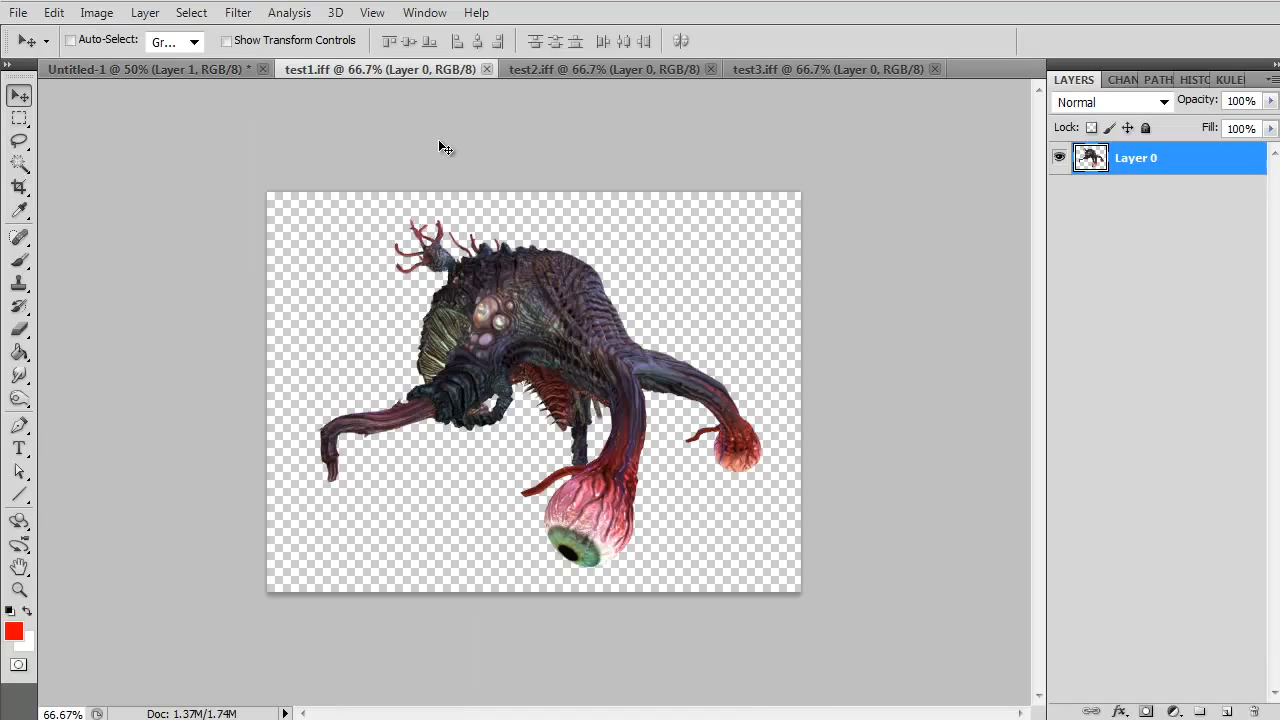 File Edit Image Layer Select Filter Analysis 3D View Window Help
Auto-Select: Gr... Show Transform Controls
Untitled-1 @ 50% (Layer 1, RGB/8) * test1.iff @ 66.7% (Layer 0, RGB/8) test2.iff @ 66.7% (Layer 0, RGB/8) test3.iff @ 66.7% (Layer 0, RGB/8)
LAYERS CHAN PATH HISTC KULEI
Normal Opacity: 100%
Lock: Fill: 100%
Layer 0
T
fx
66.67% Doc: 1.37M/1.74M